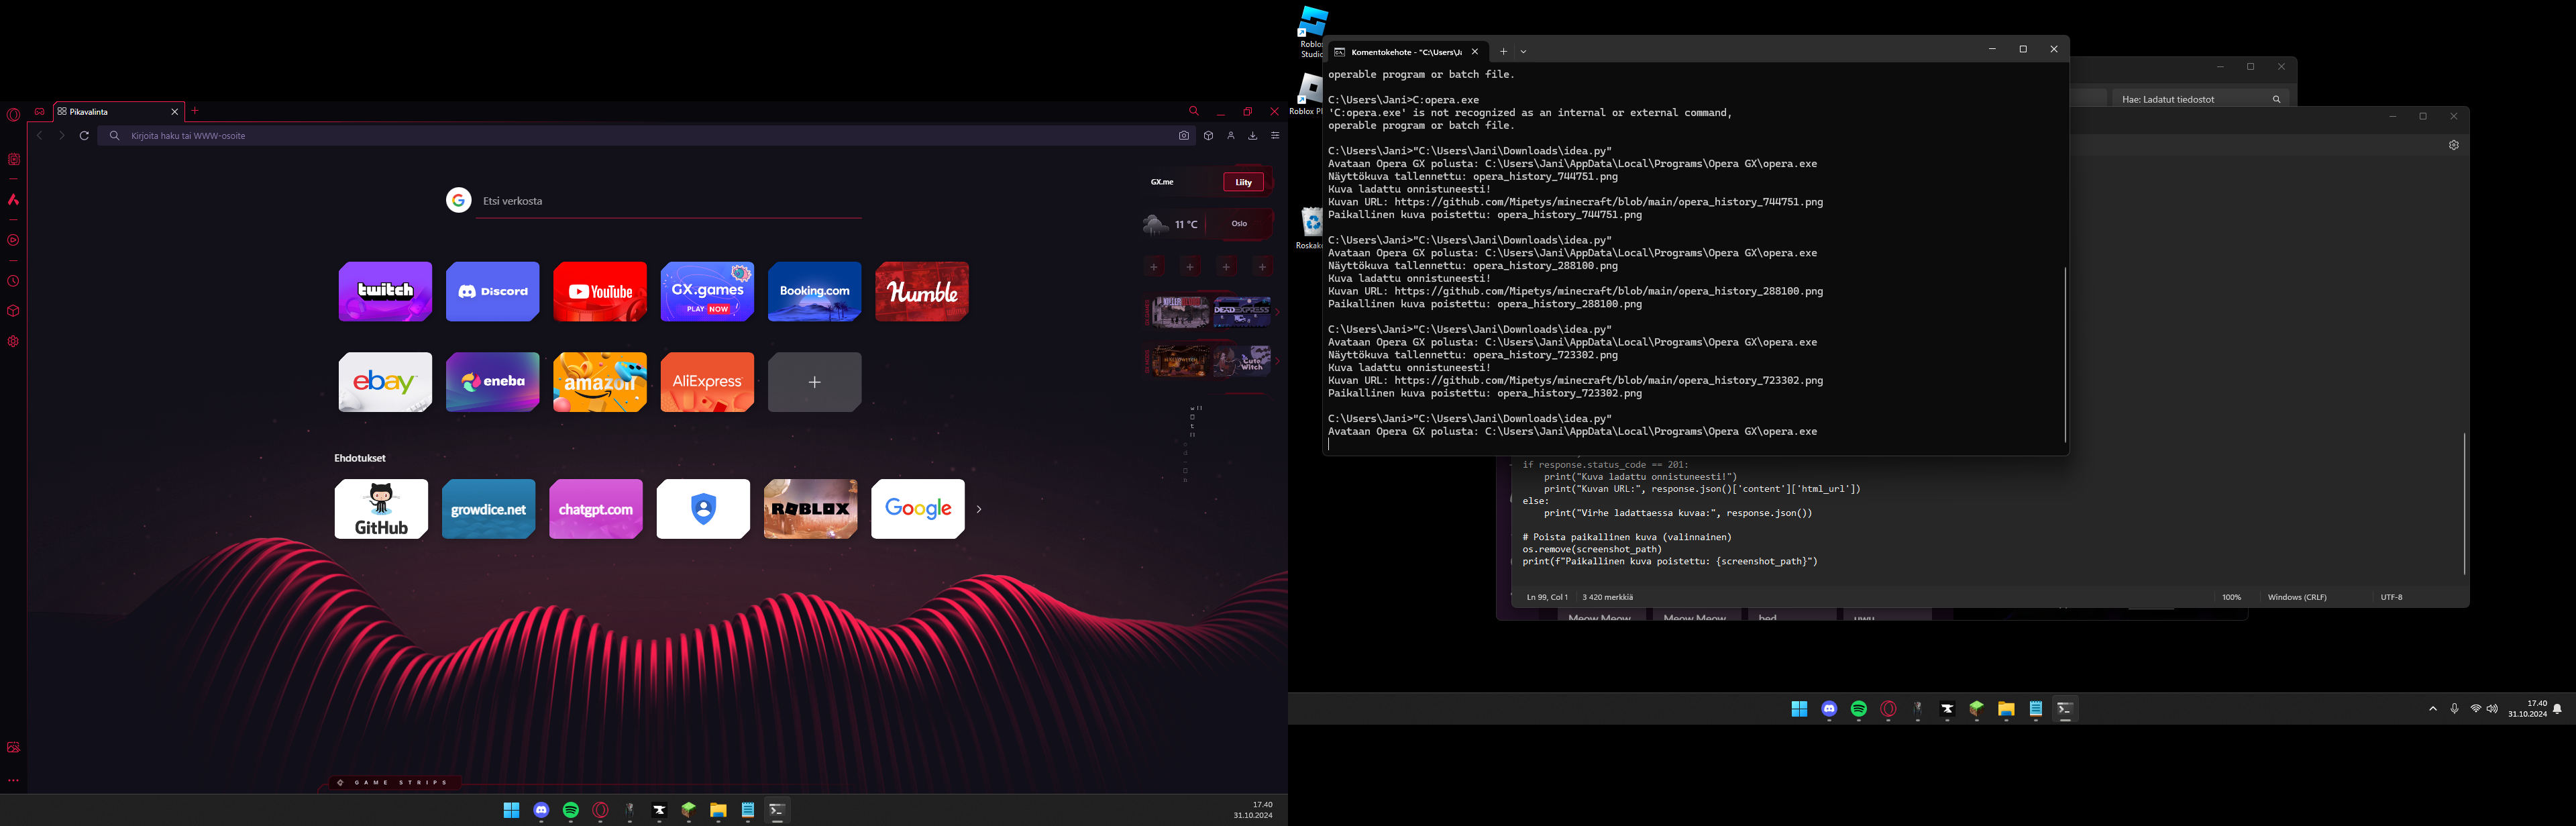 Pikavalinta
Kirjoita haku tai WWW-osoite
GX.me
Liity
Etsi verkosta
11 °C
Oslo
twitch
Discord
YouTube
GX.games
PLAY NOW
Booking.com
Humble
DEAD EXPRESS
ebay
eneba
amazon
AliExpress
Cute
Witch
Ehdotukset
GitHub
growdice.net
chatgpt.com
ROBLOX
Google
GAME STRIPS
17.40
31.10.2024
Roblox
Studio
Roblox Pl
Roskako
Komentokehote - "C:\Users\Ja
operable program or batch file.
C:\Users\Jani>C:opera.exe
'C:opera.exe' is not recognized as an internal or external command,
operable program or batch file.
C:\Users\Jani>"C:\Users\Jani\Downloads\idea.py"
Avataan Opera GX polusta: C:\Users\Jani\AppData\Local\Programs\Opera GX\opera.exe
Näyttökuva tallennettu: opera_history_744751.png
Kuva ladattu onnistuneesti!
Kuvan URL: https://github.com/Mipetys/minecraft/blob/main/opera_history_744751.png
Paikallinen kuva poistettu: opera_history_744751.png
C:\Users\Jani>"C:\Users\Jani\Downloads\idea.py"
Avataan Opera GX polusta: C:\Users\Jani\AppData\Local\Programs\Opera GX\opera.exe
Näyttökuva tallennettu: opera_history_288100.png
Kuva ladattu onnistuneesti!
Kuvan URL: https://github.com/Mipetys/minecraft/blob/main/opera_history_288100.png
Paikallinen kuva poistettu: opera_history_288100.png
C:\Users\Jani>"C:\Users\Jani\Downloads\idea.py"
Avataan Opera GX polusta: C:\Users\Jani\AppData\Local\Programs\Opera GX\opera.exe
Näyttökuva tallennettu: opera_history_723302.png
Kuva ladattu onnistuneesti!
Kuvan URL: https://github.com/Mipetys/minecraft/blob/main/opera_history_723302.png
Paikallinen kuva poistettu: opera_history_723302.png
C:\Users\Jani>"C:\Users\Jani\Downloads\idea.py"
Avataan Opera GX polusta: C:\Users\Jani\AppData\Local\Programs\Opera GX\opera.exe
Hae: Ladatut tiedostot
if response.status_code == 201:
print("Kuva ladattu onnistuneesti!")
print("Kuvan URL:", response.json()['content']['html_url'])
else:
print("Virhe ladattaessa kuvaa:", response.json())
# Poista paikallinen kuva (valinnainen)
os.remove(screenshot_path)
print(f"Paikallinen kuva poistettu: {screenshot_path}")
Ln 99, Col 1
3 420 merkkiä
100%
Windows (CRLF)
UTF-8
Meow Meow
Meow Meow
bed
uwu
17.40
31.10.2024